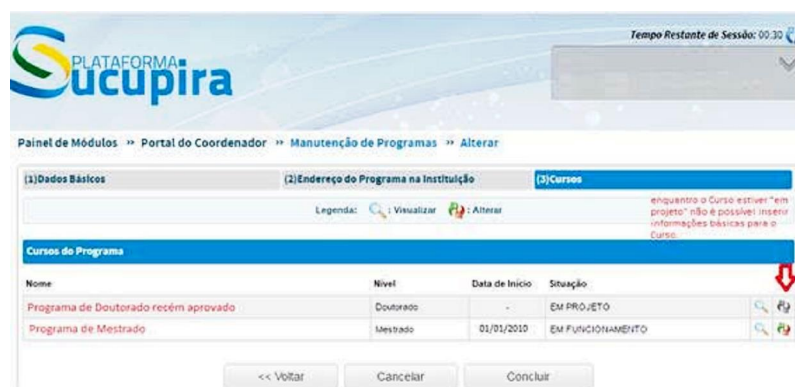 Tempo Restante de Sessão: 00:30
PLATAFORMA
Sucupira
Painel de Módulos » Portal do Coordenador » Manutenção de Programas » Alterar
(1)Dados Básicos (2)Endereço do Programa na Instituição (3)Cursos
Legenda: : Visualizar : Alterar
enquantro o Curso estiver "em
projeto" não é possível inserir
informações básicas para o
Curso.
Cursos do Programa
Nome Nível Data de Início Situação
Programa de Doutorado recém aprovado Doutorado - EM PROJETO
Programa de Mestrado Mestrado 01/01/2010 EM FUNCIONAMENTO
<< Voltar Cancelar Concluir